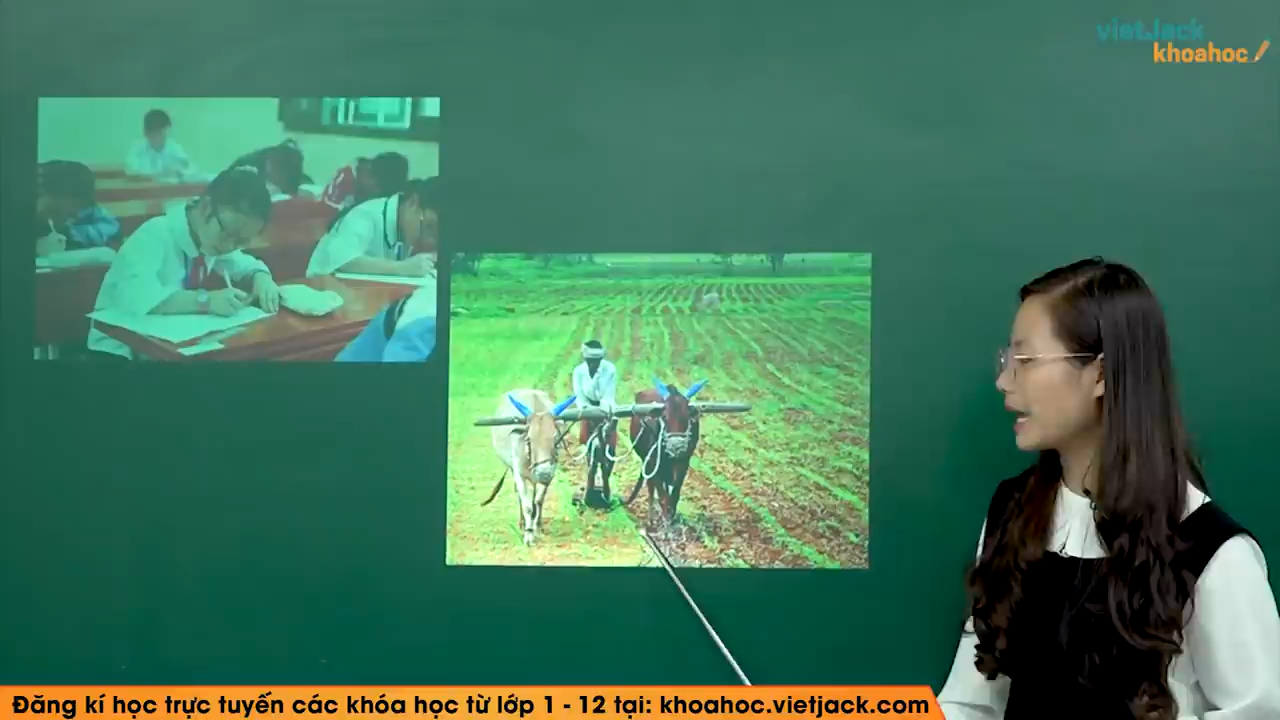 vietJack
khoahoc
Đăng kí học trực tuyến các khóa học từ lớp 1 - 12 tại: khoahoc.vietjack.com